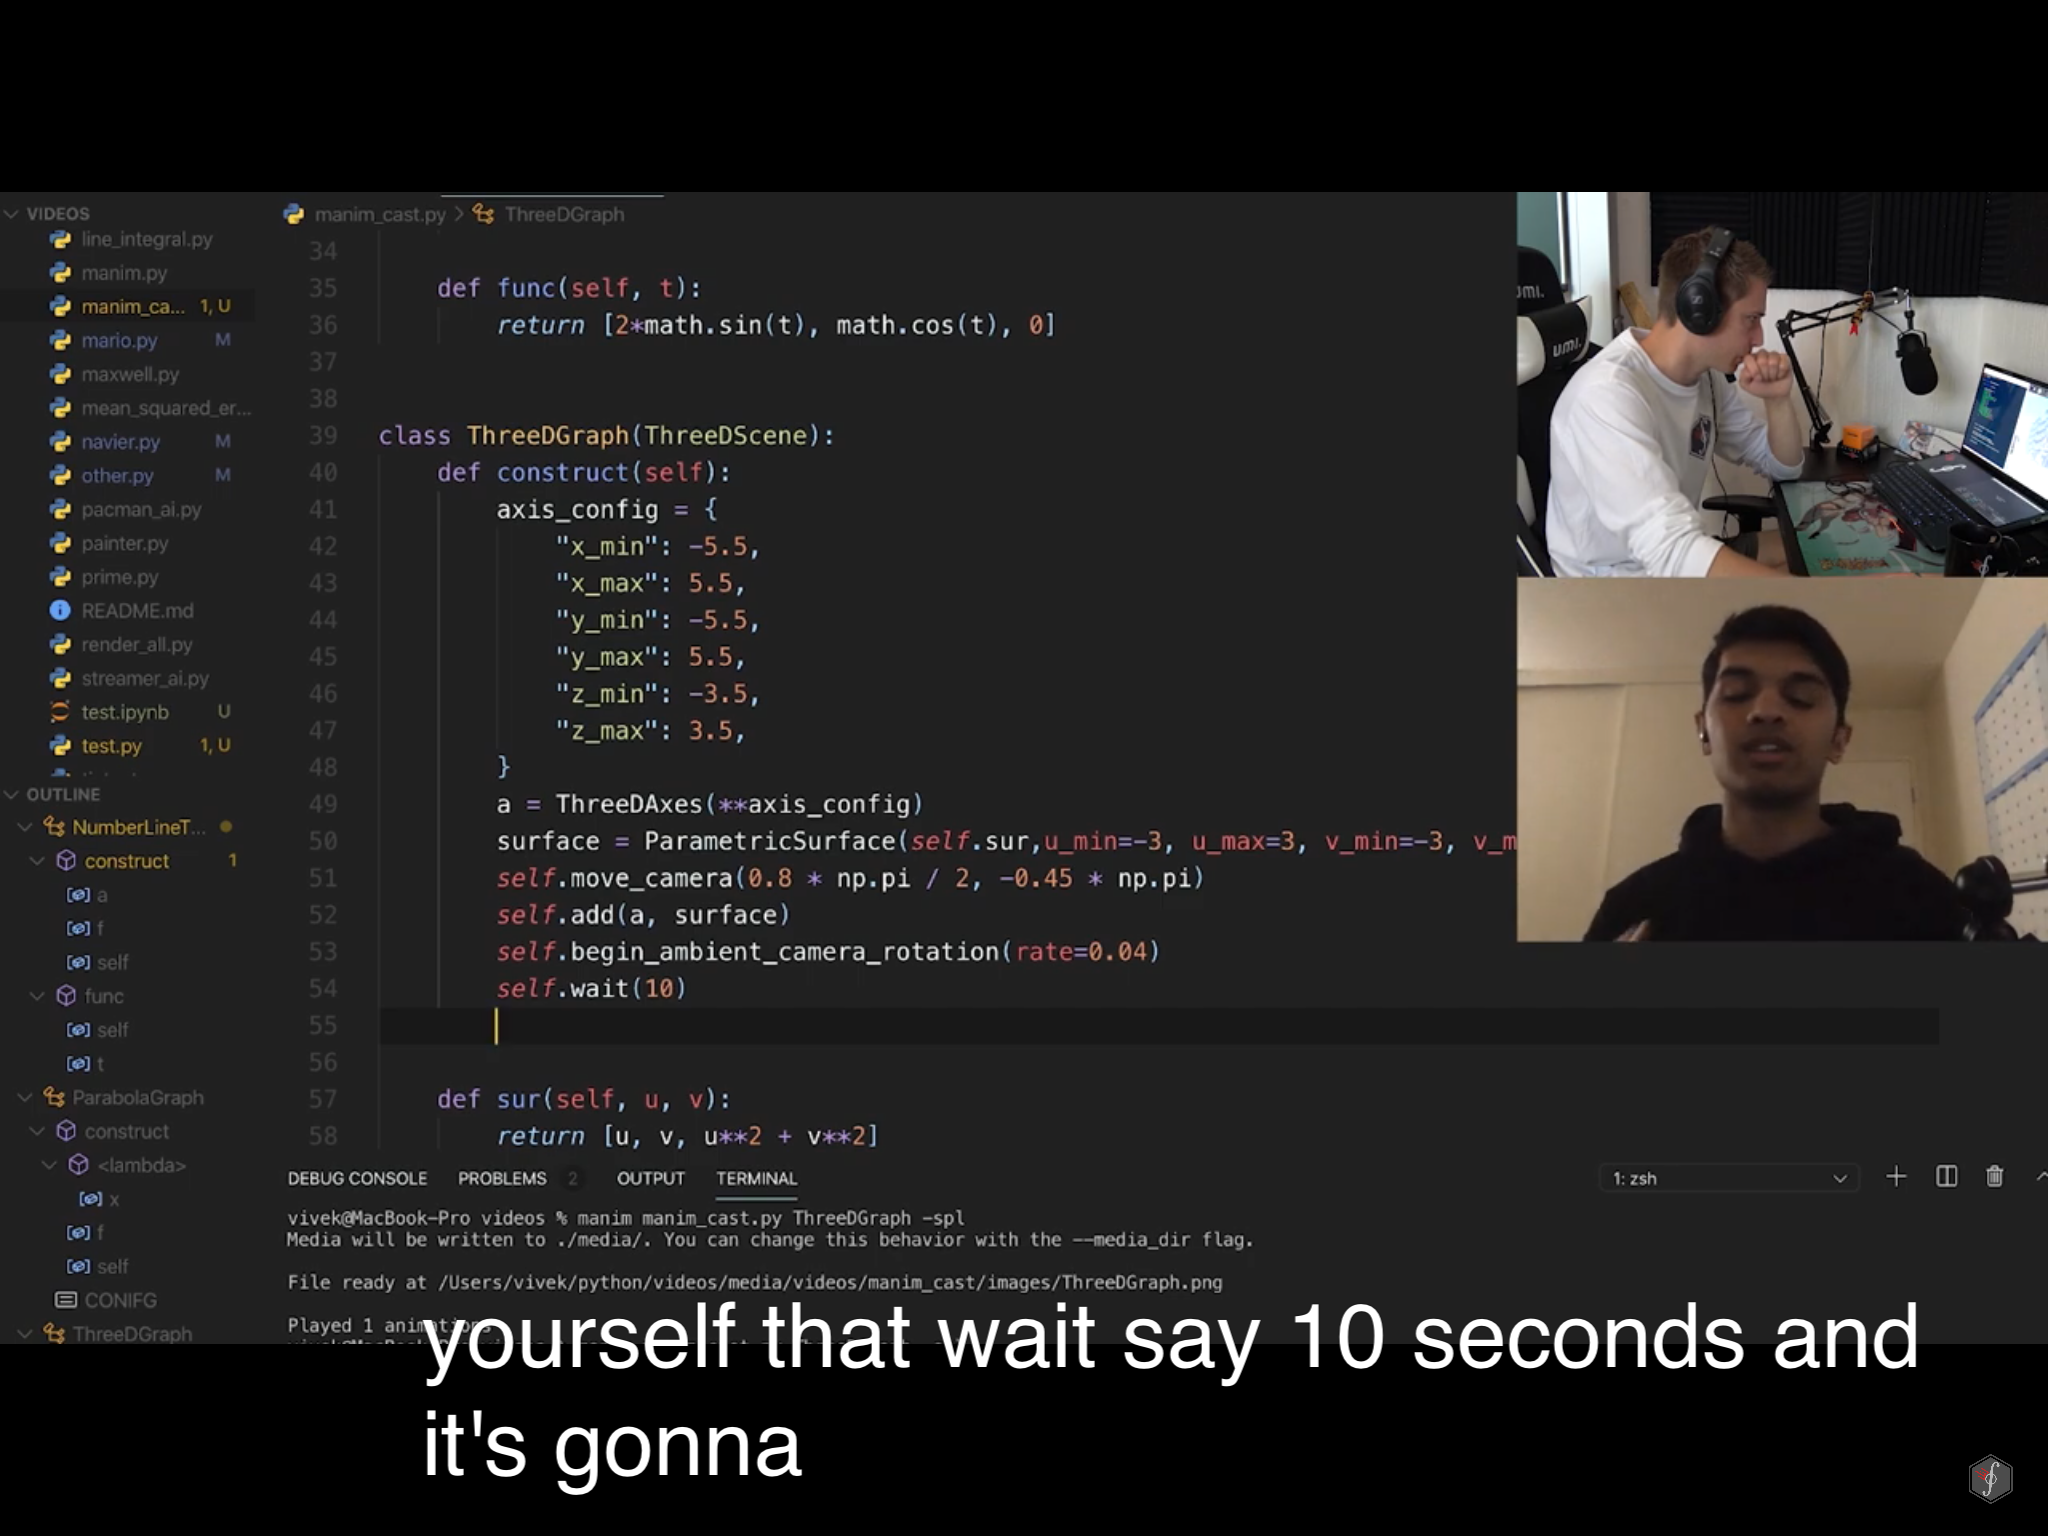 VIDEOS
line_integral.py
manim.py
manim_ca... 1, U
mario.py M
maxwell.py
mean_squared_er...
navier.py M
other.py M
pacman_ai.py
painter.py
prime.py
README.md
render_all.py
streamer_ai.py
test.ipynb U
test.py 1, U
OUTLINE
NumberLineT...
construct 1
a
f
self
func
self
t
ParabolaGraph
construct
<lambda>
x
f
self
CONIFG
ThreeDGraph
manim_cast.py > ThreeDGraph
34
35 def func(self, t):
36 return [2*math.sin(t), math.cos(t), 0]
37
38
39 class ThreeDGraph(ThreeDScene):
40 def construct(self):
41 axis_config = {
42 "x_min": -5.5,
43 "x_max": 5.5,
44 "y_min": -5.5,
45 "y_max": 5.5,
46 "z_min": -3.5,
47 "z_max": 3.5,
48 }
49 a = ThreeDAxes(**axis_config)
50 surface = ParametricSurface(self.sur,u_min=-3, u_max=3, v_min=-3, v_m
51 self.move_camera(0.8 * np.pi / 2, -0.45 * np.pi)
52 self.add(a, surface)
53 self.begin_ambient_camera_rotation(rate=0.04)
54 self.wait(10)
55
56
57 def sur(self, u, v):
58 return [u, v, u**2 + v**2]
umi.
umi.
DEBUG CONSOLE PROBLEMS 2 OUTPUT TERMINAL 1: zsh
vivek@MacBook-Pro videos % manim manim_cast.py ThreeDGraph -spl
Media will be written to ./media/. You can change this behavior with the --media_dir flag.
File ready at /Users/vivek/python/videos/media/videos/manim_cast/images/ThreeDGraph.png
Played 1 animations
yourself that wait say 10 seconds and
it's gonna